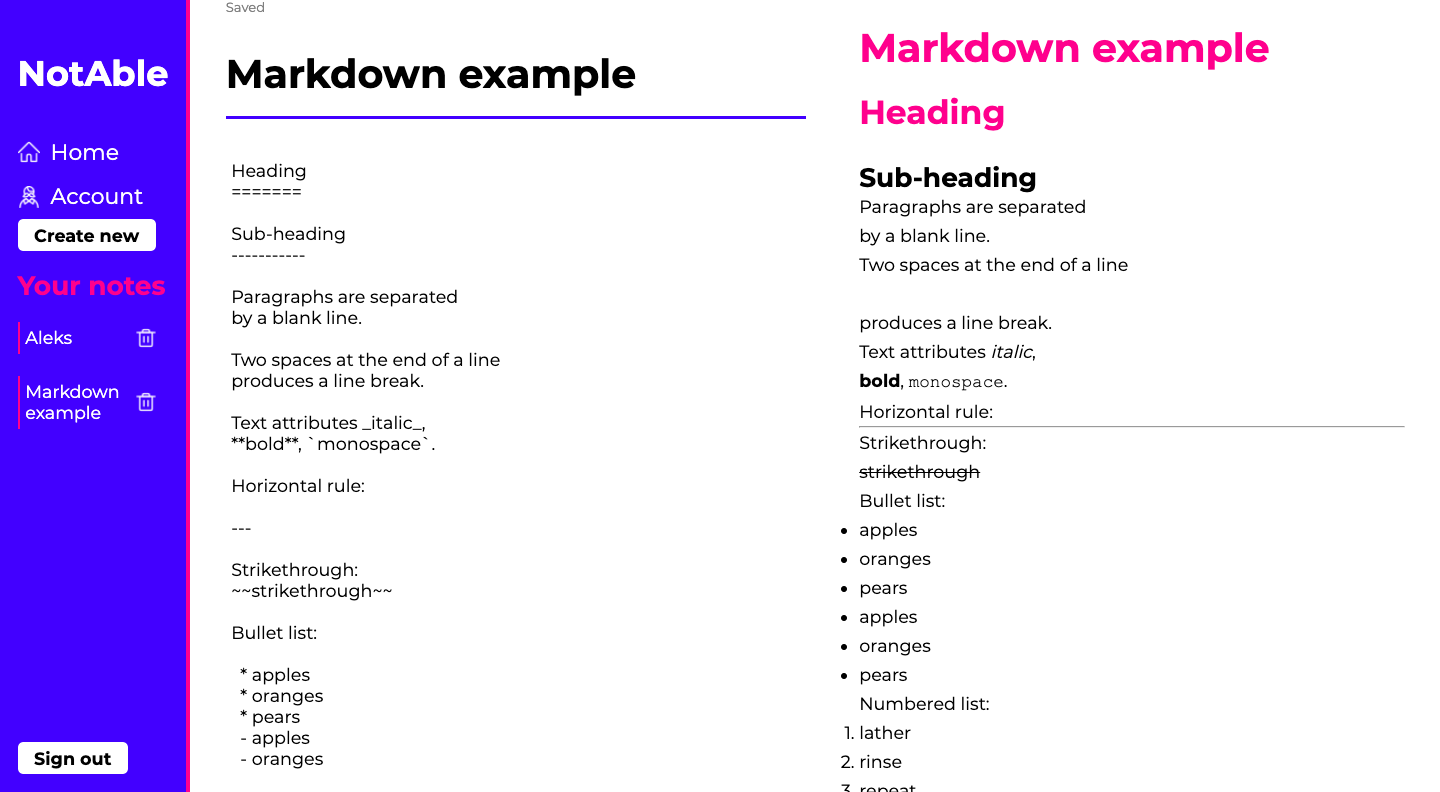 NotAble
Home
Account
Create new
Your notes
Aleks
Markdown
example
Sign out
Saved
Markdown example
Heading
=======
Sub-heading
-----------
Paragraphs are separated
by a blank line.
Two spaces at the end of a line
produces a line break.
Text attributes _italic_,
**bold**, `monospace`.
Horizontal rule:
---
Strikethrough:
~~strikethrough~~
Bullet list:
* apples
* oranges
* pears
- apples
- oranges
Markdown example
Heading
Sub-heading
Paragraphs are separated
by a blank line.
Two spaces at the end of a line
produces a line break.
Text attributes italic,
bold, monospace.
Horizontal rule:
Strikethrough:
strikethrough
Bullet list:
• apples
• oranges
• pears
• apples
• oranges
• pears
Numbered list:
1. lather
2. rinse
3. repeat